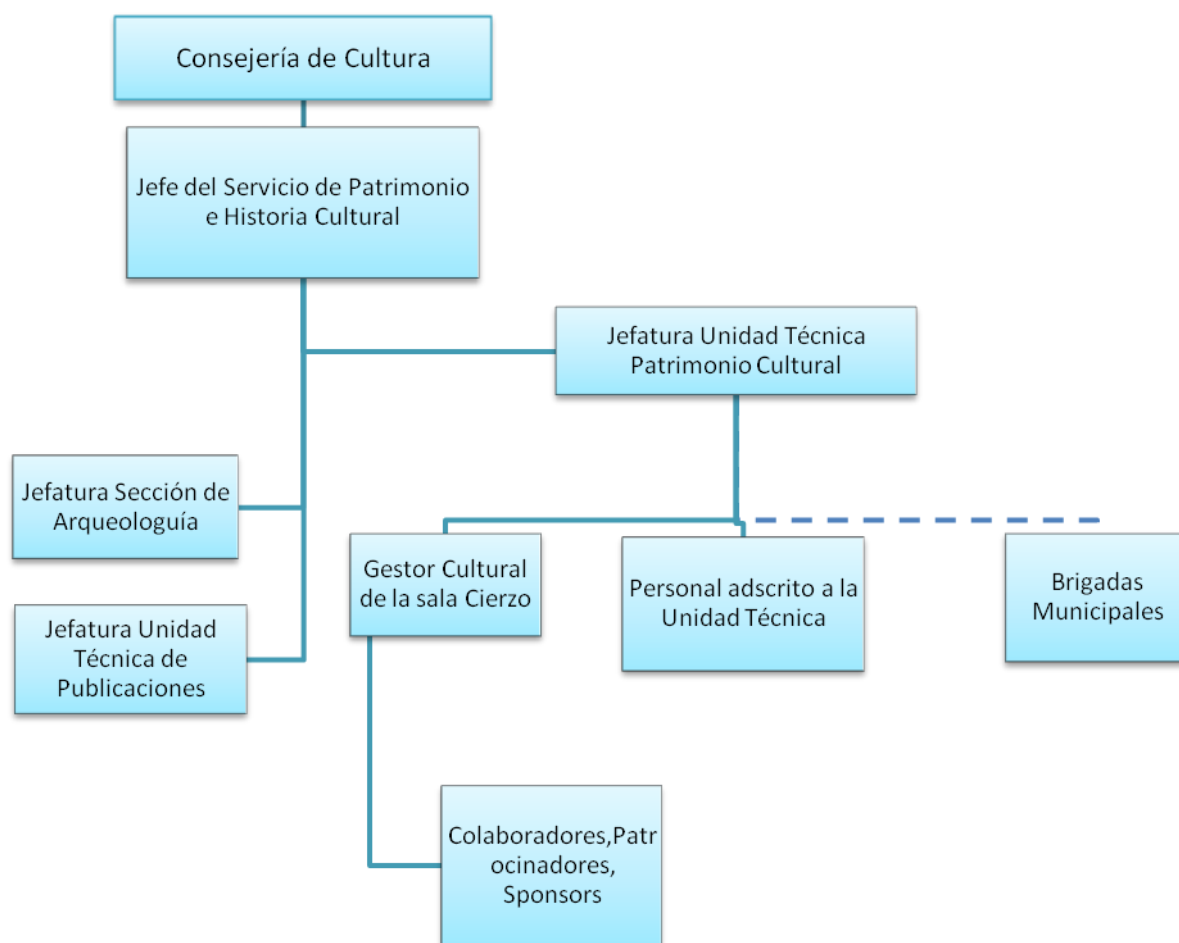 Consejería de Cultura
Jefe del Servicio de Patrimonio
e Historia Cultural
Jefatura Unidad Técnica
Patrimonio Cultural
Jefatura Sección de
Arqueologuía
Gestor Cultural
de la sala Cierzo
Personal adscrito a la
Unidad Técnica
Brigadas
Municipales
Jefatura Unidad
Técnica de
Publicaciones
Colaboradores,Patr
ocinadores,
Sponsors